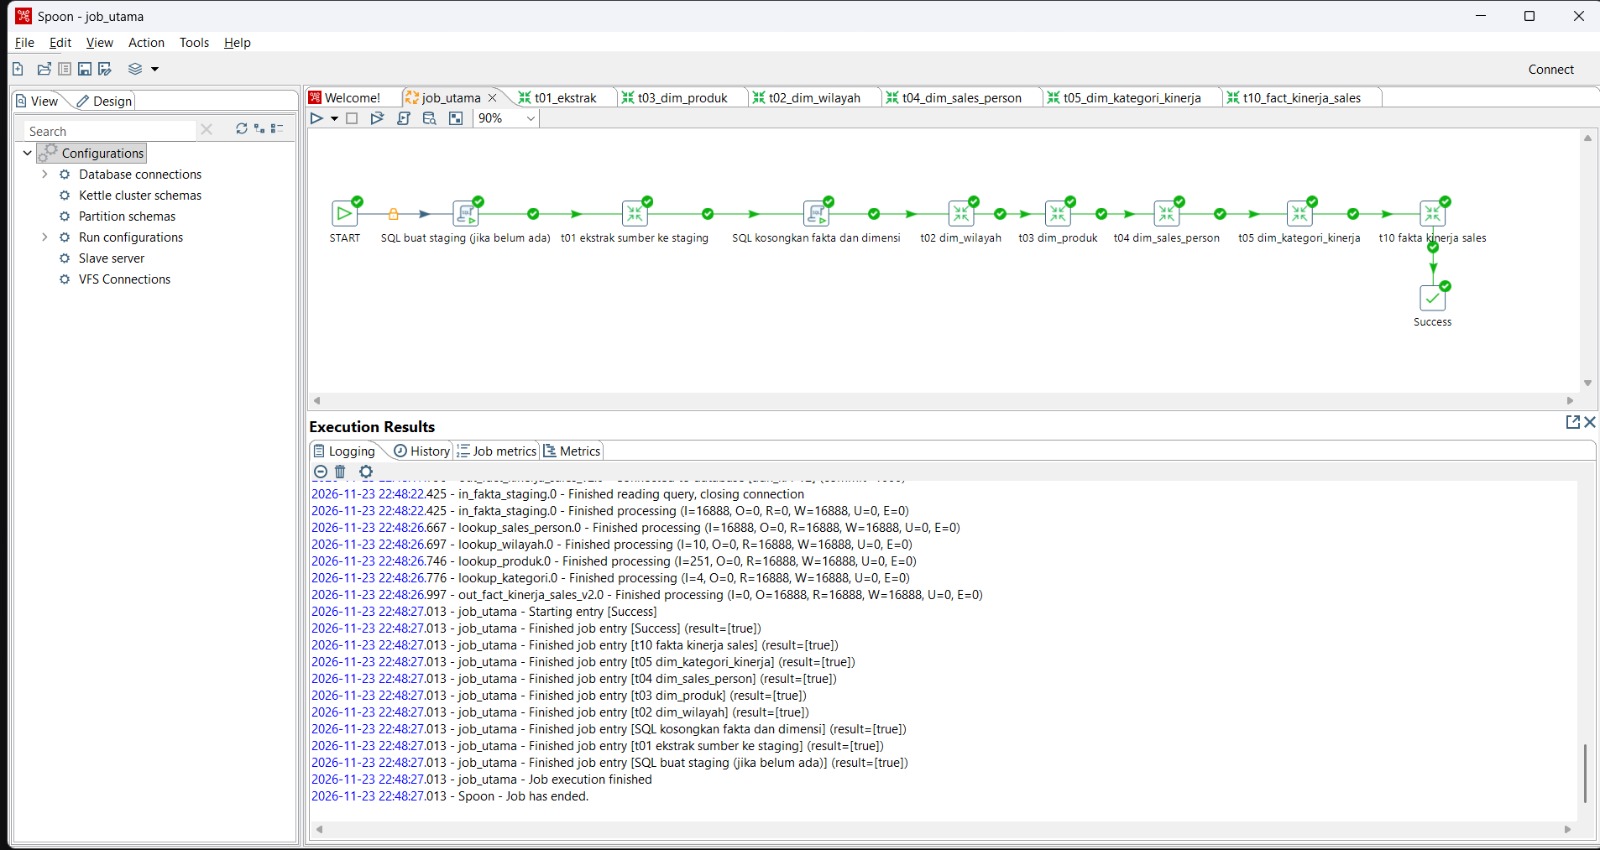 Spoon - job_utama
File Edit View Action Tools Help
Connect
View Design
Search
Configurations
Database connections
Kettle cluster schemas
Partition schemas
Run configurations
Slave server
VFS Connections
Welcome! job_utama t01_ekstrak t03_dim_produk t02_dim_wilayah t04_dim_sales_person t05_dim_kategori_kinerja t10_fact_kinerja_sales
90%
START SQL buat staging (jika belum ada) t01 ekstrak sumber ke staging SQL kosongkan fakta dan dimensi t02 dim_wilayah t03 dim_produk t04 dim_sales_person t05 dim_kategori_kinerja t10 fakta kinerja sales
Success
Execution Results
Logging History Job metrics Metrics
2026-11-23 22:48:22.425 - in_fakta_staging.0 - Finished reading query, closing connection
2026-11-23 22:48:22.425 - in_fakta_staging.0 - Finished processing (I=16888, O=0, R=0, W=16888, U=0, E=0)
2026-11-23 22:48:26.667 - lookup_sales_person.0 - Finished processing (I=16888, O=0, R=16888, W=16888, U=0, E=0)
2026-11-23 22:48:26.697 - lookup_wilayah.0 - Finished processing (I=10, O=0, R=16888, W=16888, U=0, E=0)
2026-11-23 22:48:26.746 - lookup_produk.0 - Finished processing (I=251, O=0, R=16888, W=16888, U=0, E=0)
2026-11-23 22:48:26.776 - lookup_kategori.0 - Finished processing (I=4, O=0, R=16888, W=16888, U=0, E=0)
2026-11-23 22:48:26.997 - out_fact_kinerja_sales_v2.0 - Finished processing (I=0, O=16888, R=16888, W=16888, U=0, E=0)
2026-11-23 22:48:27.013 - job_utama - Starting entry [Success]
2026-11-23 22:48:27.013 - job_utama - Finished job entry [Success] (result=[true])
2026-11-23 22:48:27.013 - job_utama - Finished job entry [t10 fakta kinerja sales] (result=[true])
2026-11-23 22:48:27.013 - job_utama - Finished job entry [t05 dim_kategori_kinerja] (result=[true])
2026-11-23 22:48:27.013 - job_utama - Finished job entry [t04 dim_sales_person] (result=[true])
2026-11-23 22:48:27.013 - job_utama - Finished job entry [t03 dim_produk] (result=[true])
2026-11-23 22:48:27.013 - job_utama - Finished job entry [t02 dim_wilayah] (result=[true])
2026-11-23 22:48:27.013 - job_utama - Finished job entry [SQL kosongkan fakta dan dimensi] (result=[true])
2026-11-23 22:48:27.013 - job_utama - Finished job entry [t01 ekstrak sumber ke staging] (result=[true])
2026-11-23 22:48:27.013 - job_utama - Finished job entry [SQL buat staging (jika belum ada)] (result=[true])
2026-11-23 22:48:27.013 - job_utama - Job execution finished
2026-11-23 22:48:27.013 - Spoon - Job has ended.